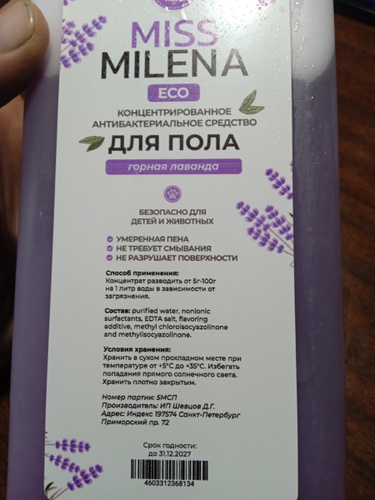 MISS
MILENA
ECO
КОНЦЕНТРИРОВАННОЕ
АНТИБАКТЕРИАЛЬНОЕ СРЕДСТВО
ДЛЯ ПОЛА
горная лаванда
БЕЗОПАСНО ДЛЯ
ДЕТЕЙ И ЖИВОТНЫХ
УМЕРЕННАЯ ПЕНА
НЕ ТРЕБУЕТ СМЫВАНИЯ
НЕ РАЗРУШАЕТ ПОВЕРХНОСТИ
Способ применения:
Концентрат разводить от 5г-100г
на 1 литр воды в зависимости от
загрязнения.
Состав: purified water, nonionic
surfactants, EDTA salt, flavoring
additive, methyl chloroisocyazolinone
and methylisocyazolinone.
Условия хранения:
Хранить в сухом прохладном месте при
температуре от +5°С до +35°С. Избегать
попадания прямого солнечного света.
Хранить плотно закрытым.
Номер партии: БМСП
Производитель: ИП Шевцов Д.Г.
Адрес: Индекс 197574 Санкт-Петербург
Приморский пр. 72
Срок годности:
до 31.12.2027
4603312368134